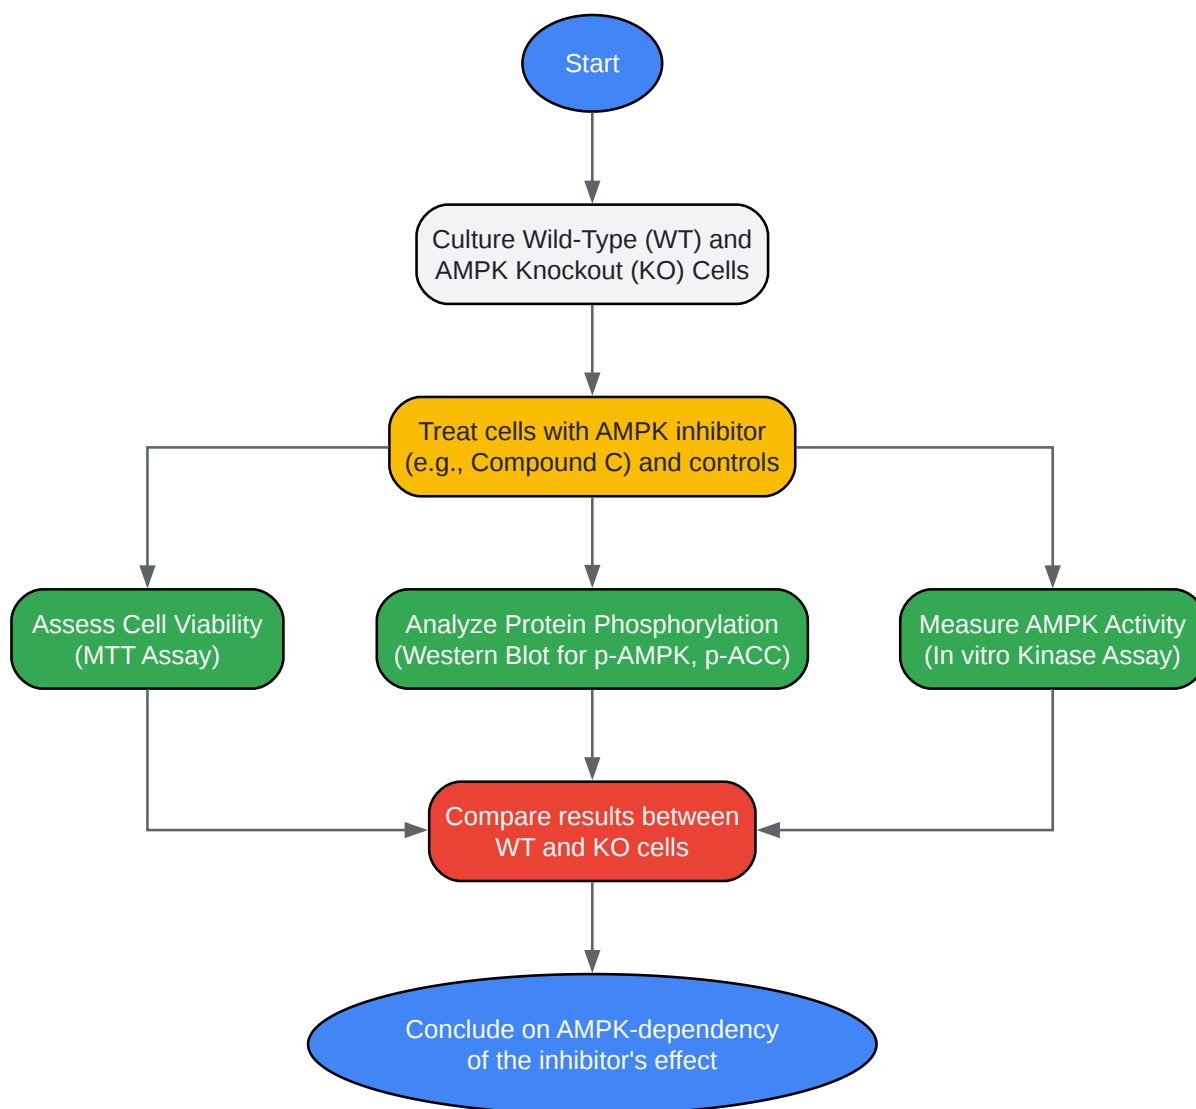 Start
Culture Wild-Type (WT) and
AMPK Knockout (KO) Cells
Treat cells with AMPK inhibitor
(e.g., Compound C) and controls
Assess Cell Viability
(MTT Assay)
Analyze Protein Phosphorylation
(Western Blot for p-AMPK, p-ACC)
Measure AMPK Activity
(In vitro Kinase Assay)
Compare results between
WT and KO cells
Conclude on AMPK-dependency
of the inhibitor's effect